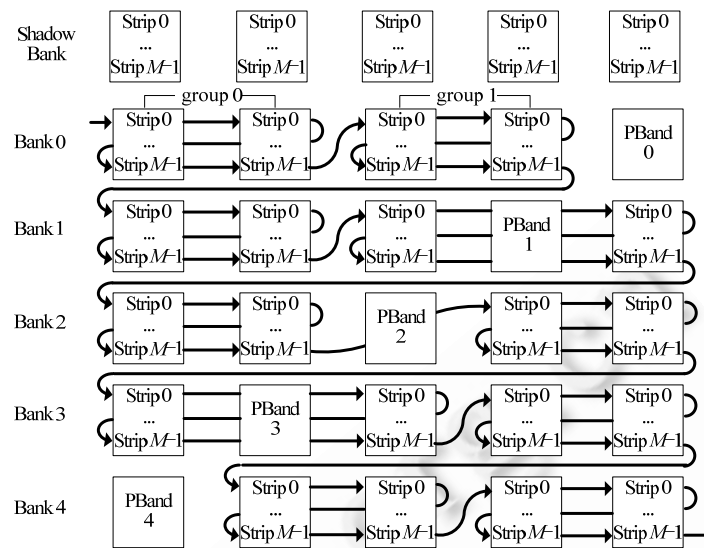 Shadow Bank
Strip 0 Strip 0 Strip 0 Strip 0 Strip 0
... ... ... ... ...
Strip M–1 Strip M–1 Strip M–1 Strip M–1 Strip M–1
group 0 group 1
Bank 0
Strip 0 Strip 0 Strip 0 Strip 0 PBand
... ... ... ... 0
Strip M–1 Strip M–1 Strip M–1 Strip M–1
Bank 1
Strip 0 Strip 0 Strip 0 PBand Strip 0
... ... ... 1 ...
Strip M–1 Strip M–1 Strip M–1 Strip M–1
Bank 2
Strip 0 Strip 0 PBand Strip 0 Strip 0
... ... 2 ... ...
Strip M–1 Strip M–1 Strip M–1 Strip M–1
Bank 3
Strip 0 PBand Strip 0 Strip 0 Strip 0
... 3 ... ... ...
Strip M–1 Strip M–1 Strip M–1 Strip M–1
Bank 4
PBand Strip 0 Strip 0 Strip 0 Strip 0
4 ... ... ... ...
Strip M–1 Strip M–1 Strip M–1 Strip M–1